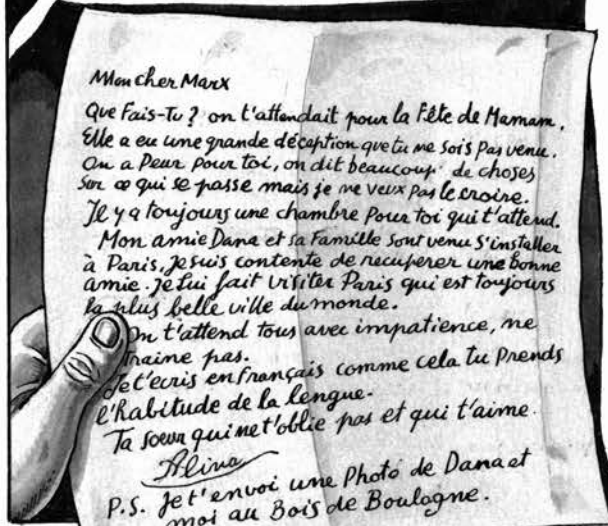 Mon cher Marx
Que Fais-Tu ? on t'attendait pour la Fête de Mamam.
Elle a eu une grande déception que tu ne sois pas venu.
On a Peur pour toi, on dit beaucoup de choses
sur ce qui se passe mais je ne veux pas le croire.
Il y a toujours une chambre Pour toi qui t'attend.
Mon amie Dana et sa Famille sont venu s'installer
à Paris, je suis contente de recuperer une bonne
amie. je lui fait visiter Paris qui est toujours
la plus belle ville du monde.
On t'attend tous avec impatience, ne
traine pas.
Je t'ecris en français comme cela tu Prends
l'habitude de la lengue.
Ta soeur qui ne t'oblie pas et qui t'aime.
Alina
P.S. je t'envoi une Photo de Dana et
moi au Bois de Boulogne.